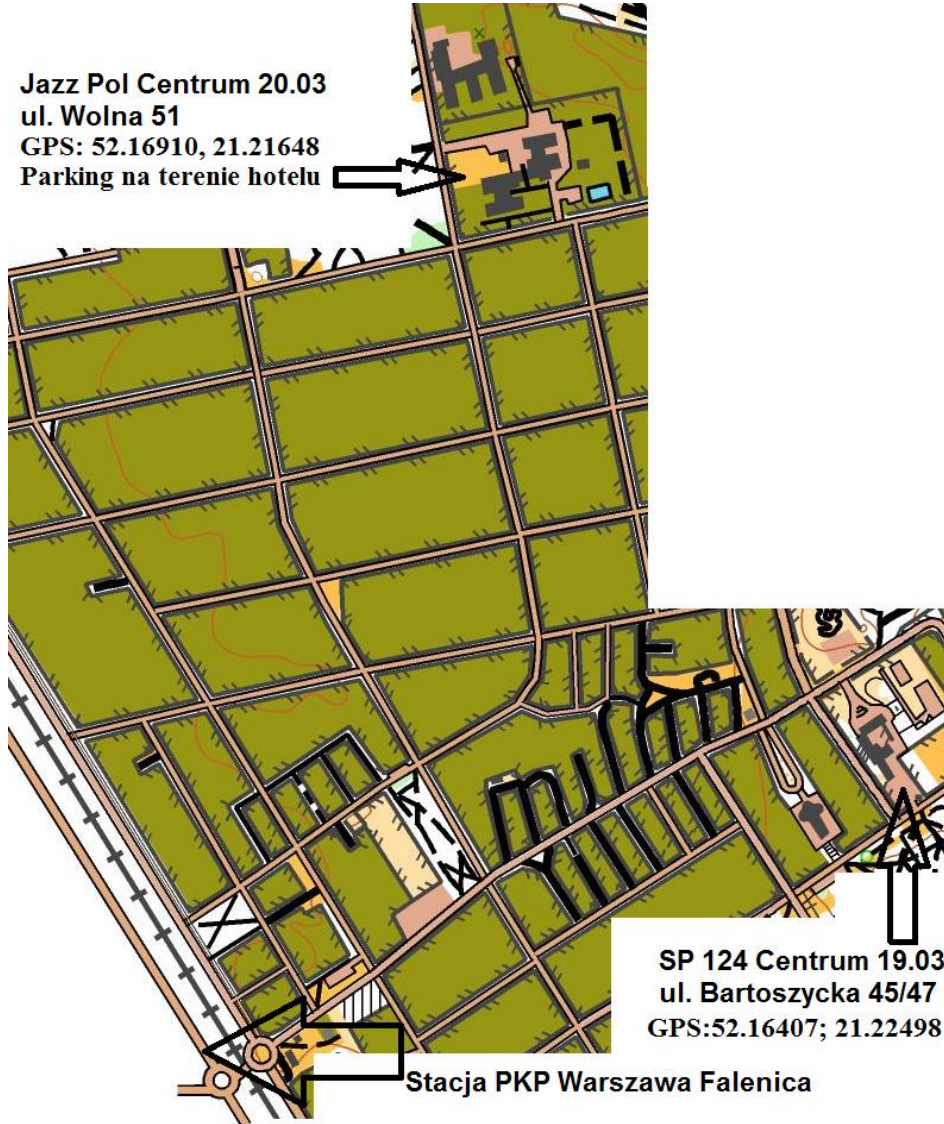 Jazz Pol Centrum 20.03
ul. Wolna 51
GPS: 52.16910, 21.21648
Parking na terenie hotelu
SP 124 Centrum 19.03
ul. Bartoszycka 45/47
GPS:52.16407; 21.22498
Stacja PKP Warszawa Falenica